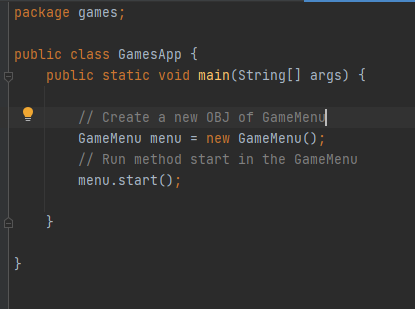 package games;
public class GamesApp {
public static void main(String[] args) {
// Create a new OBJ of GameMenu
GameMenu menu = new GameMenu();
// Run method start in the GameMenu
menu.start();
}
}